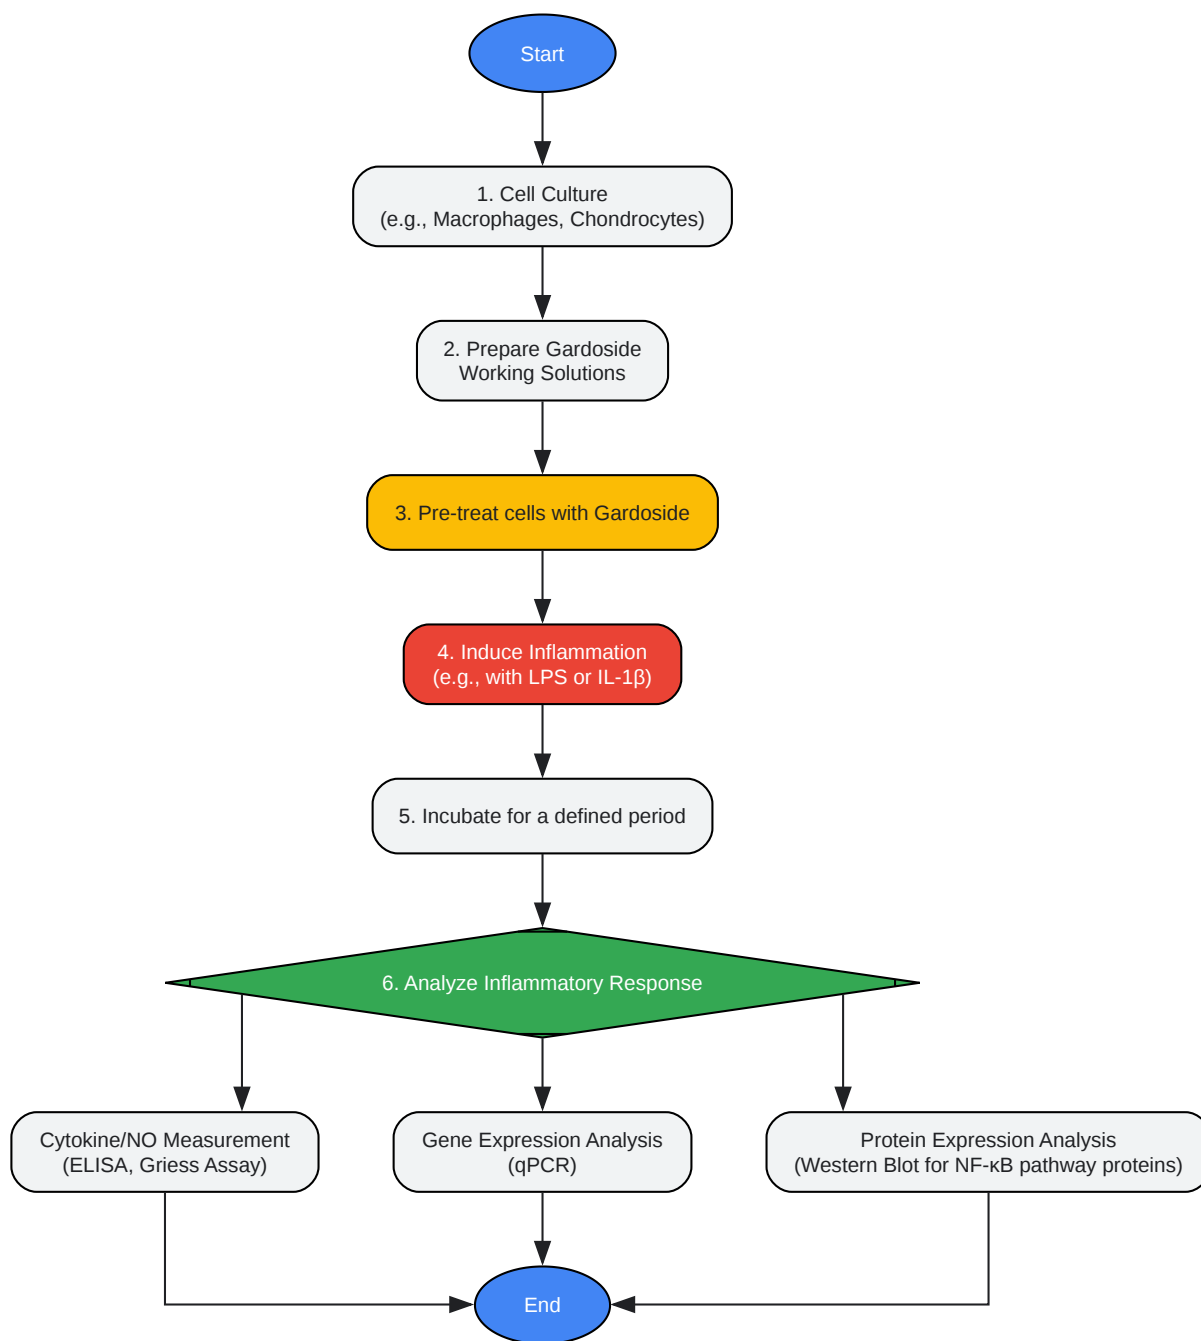 Start
1. Cell Culture
(e.g., Macrophages, Chondrocytes)
2. Prepare Gardoside
Working Solutions
3. Pre-treat cells with Gardoside
4. Induce Inflammation
(e.g., with LPS or IL-1β)
5. Incubate for a defined period
6. Analyze Inflammatory Response
Cytokine/NO Measurement
(ELISA, Griess Assay)
Gene Expression Analysis
(qPCR)
Protein Expression Analysis
(Western Blot for NF-κB pathway proteins)
End